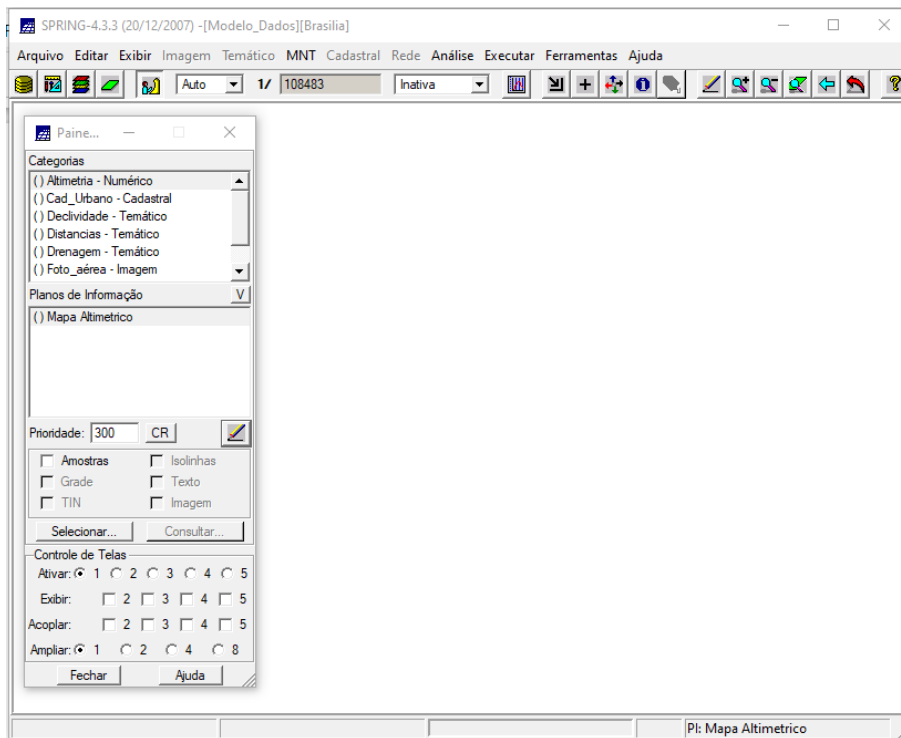 SPRING-4.3.3 (20/12/2007) -[Modelo_Dados][Brasilia]
Arquivo Editar Exibir Imagem Temático MNT Cadastral Rede Análise Executar Ferramentas Ajuda
Auto 1/ 108483 Inativa
Paine...
Categorias
( ) Altimetria - Numérico
( ) Cad_Urbano - Cadastral
( ) Declividade - Temático
( ) Distancias - Temático
( ) Drenagem - Temático
( ) Foto_aérea - Imagem
Planos de Informação V
( ) Mapa Altimetrico
Prioridade: 300 CR
Amostras Isolinhas
Grade Texto
TIN Imagem
Selecionar... Consultar...
Controle de Telas
Ativar: 1 2 3 4 5
Exibir: 2 3 4 5
Acoplar: 2 3 4 5
Ampliar: 1 2 4 8
Fechar Ajuda
PI: Mapa Altimetrico